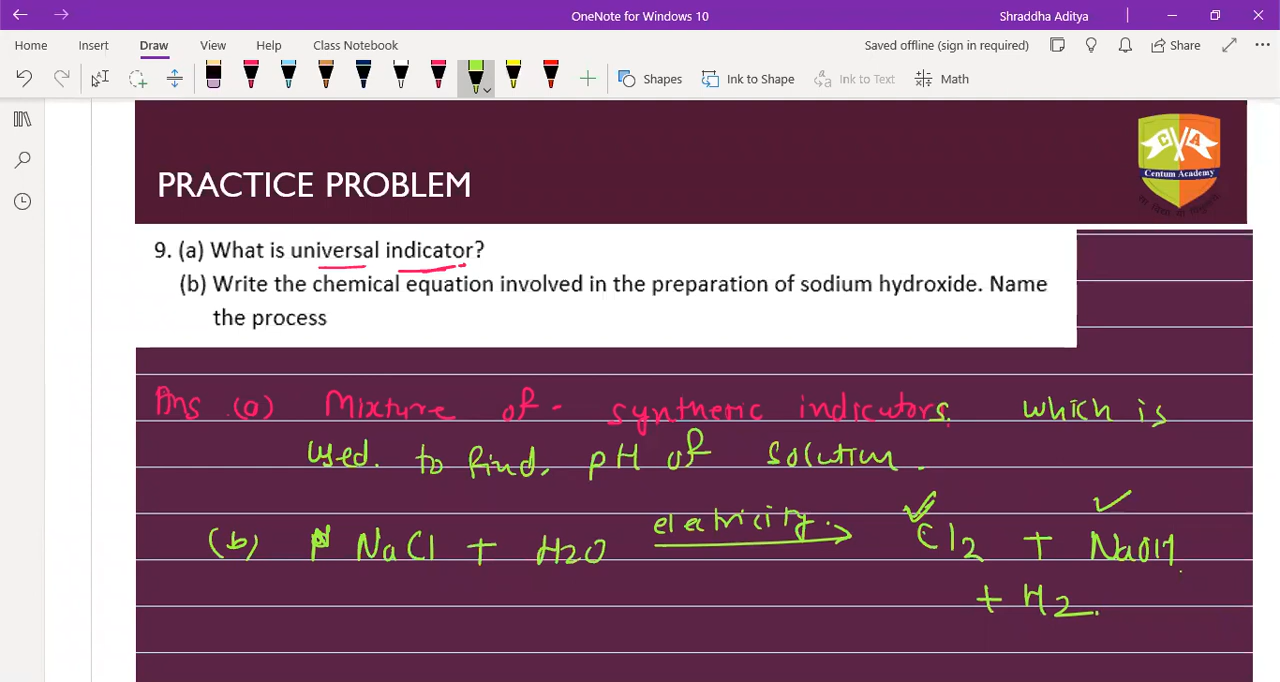 OneNote for Windows 10
Shraddha Aditya
Home Insert Draw View Help Class Notebook
Saved offline (sign in required) Share
Shapes Ink to Shape Ink to Text Math
PRACTICE PROBLEM
CA
Centum Academy
9. (a) What is universal indicator?
(b) Write the chemical equation involved in the preparation of sodium hydroxide. Name
the process
Ans (a) Mixture of synthetic indicators. which is
used to find pH of solution.
(b) NaCl + H2O electricity Cl2 + NaOH
+ H2.